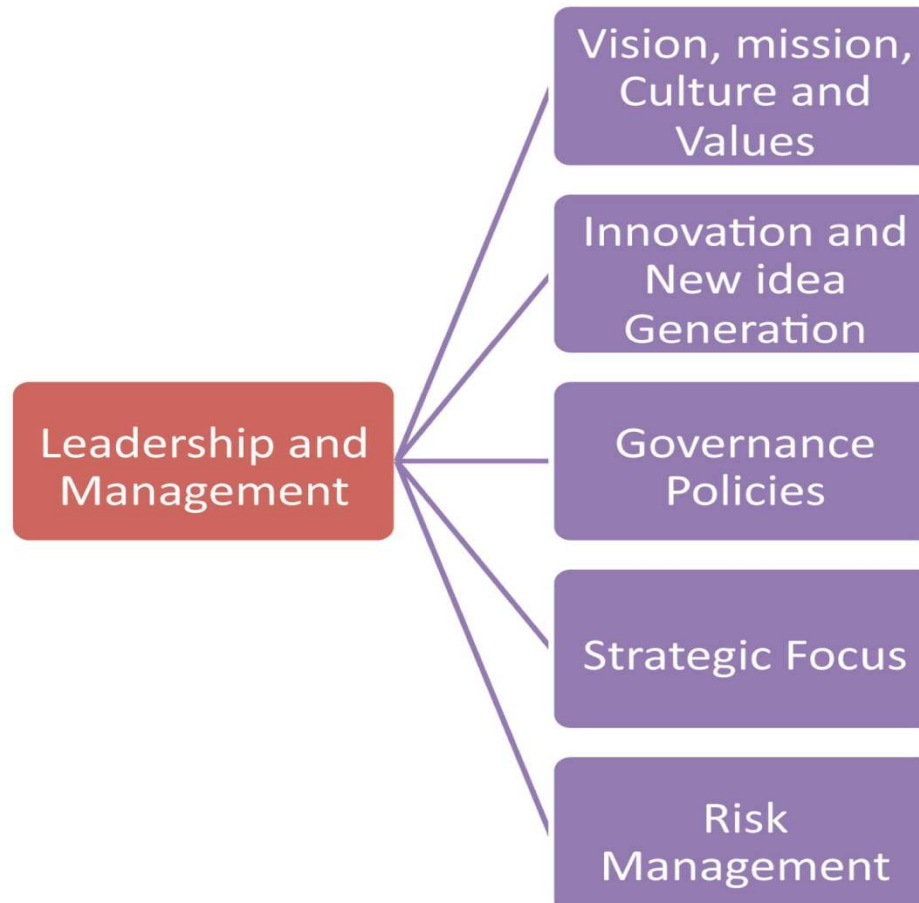 Vision, mission,
Culture and
Values
Innovation and
New idea
Generation
Leadership and
Management
Governance
Policies
Strategic Focus
Risk
Management